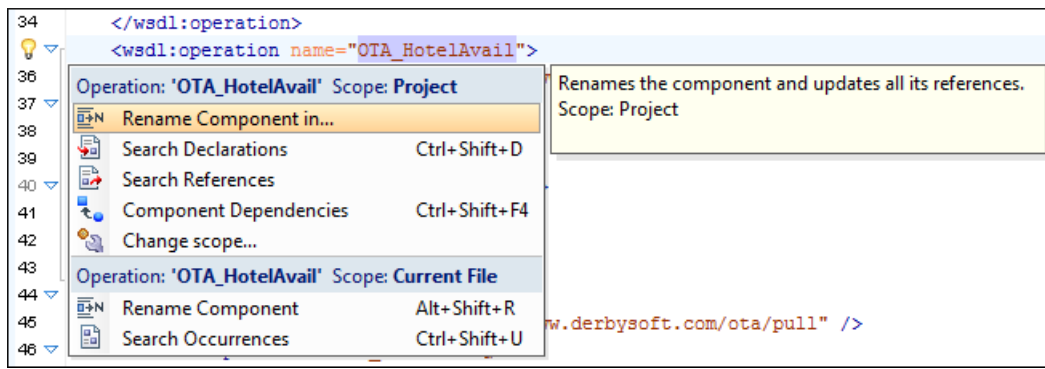 34 </wsdl:operation>
<wsdl:operation name="OTA_HotelAvail">
36
Operation: 'OTA_HotelAvail' Scope: Project
Renames the component and updates all its references.
Scope: Project
37
Rename Component in...
38
Search Declarations Ctrl+Shift+D
39
Search References
40
Component Dependencies Ctrl+Shift+F4
41
Change scope...
42
Operation: 'OTA_HotelAvail' Scope: Current File
43
44
Rename Component Alt+Shift+R
45 w.derbysoft.com/ota/pull" />
Search Occurrences Ctrl+Shift+U
46